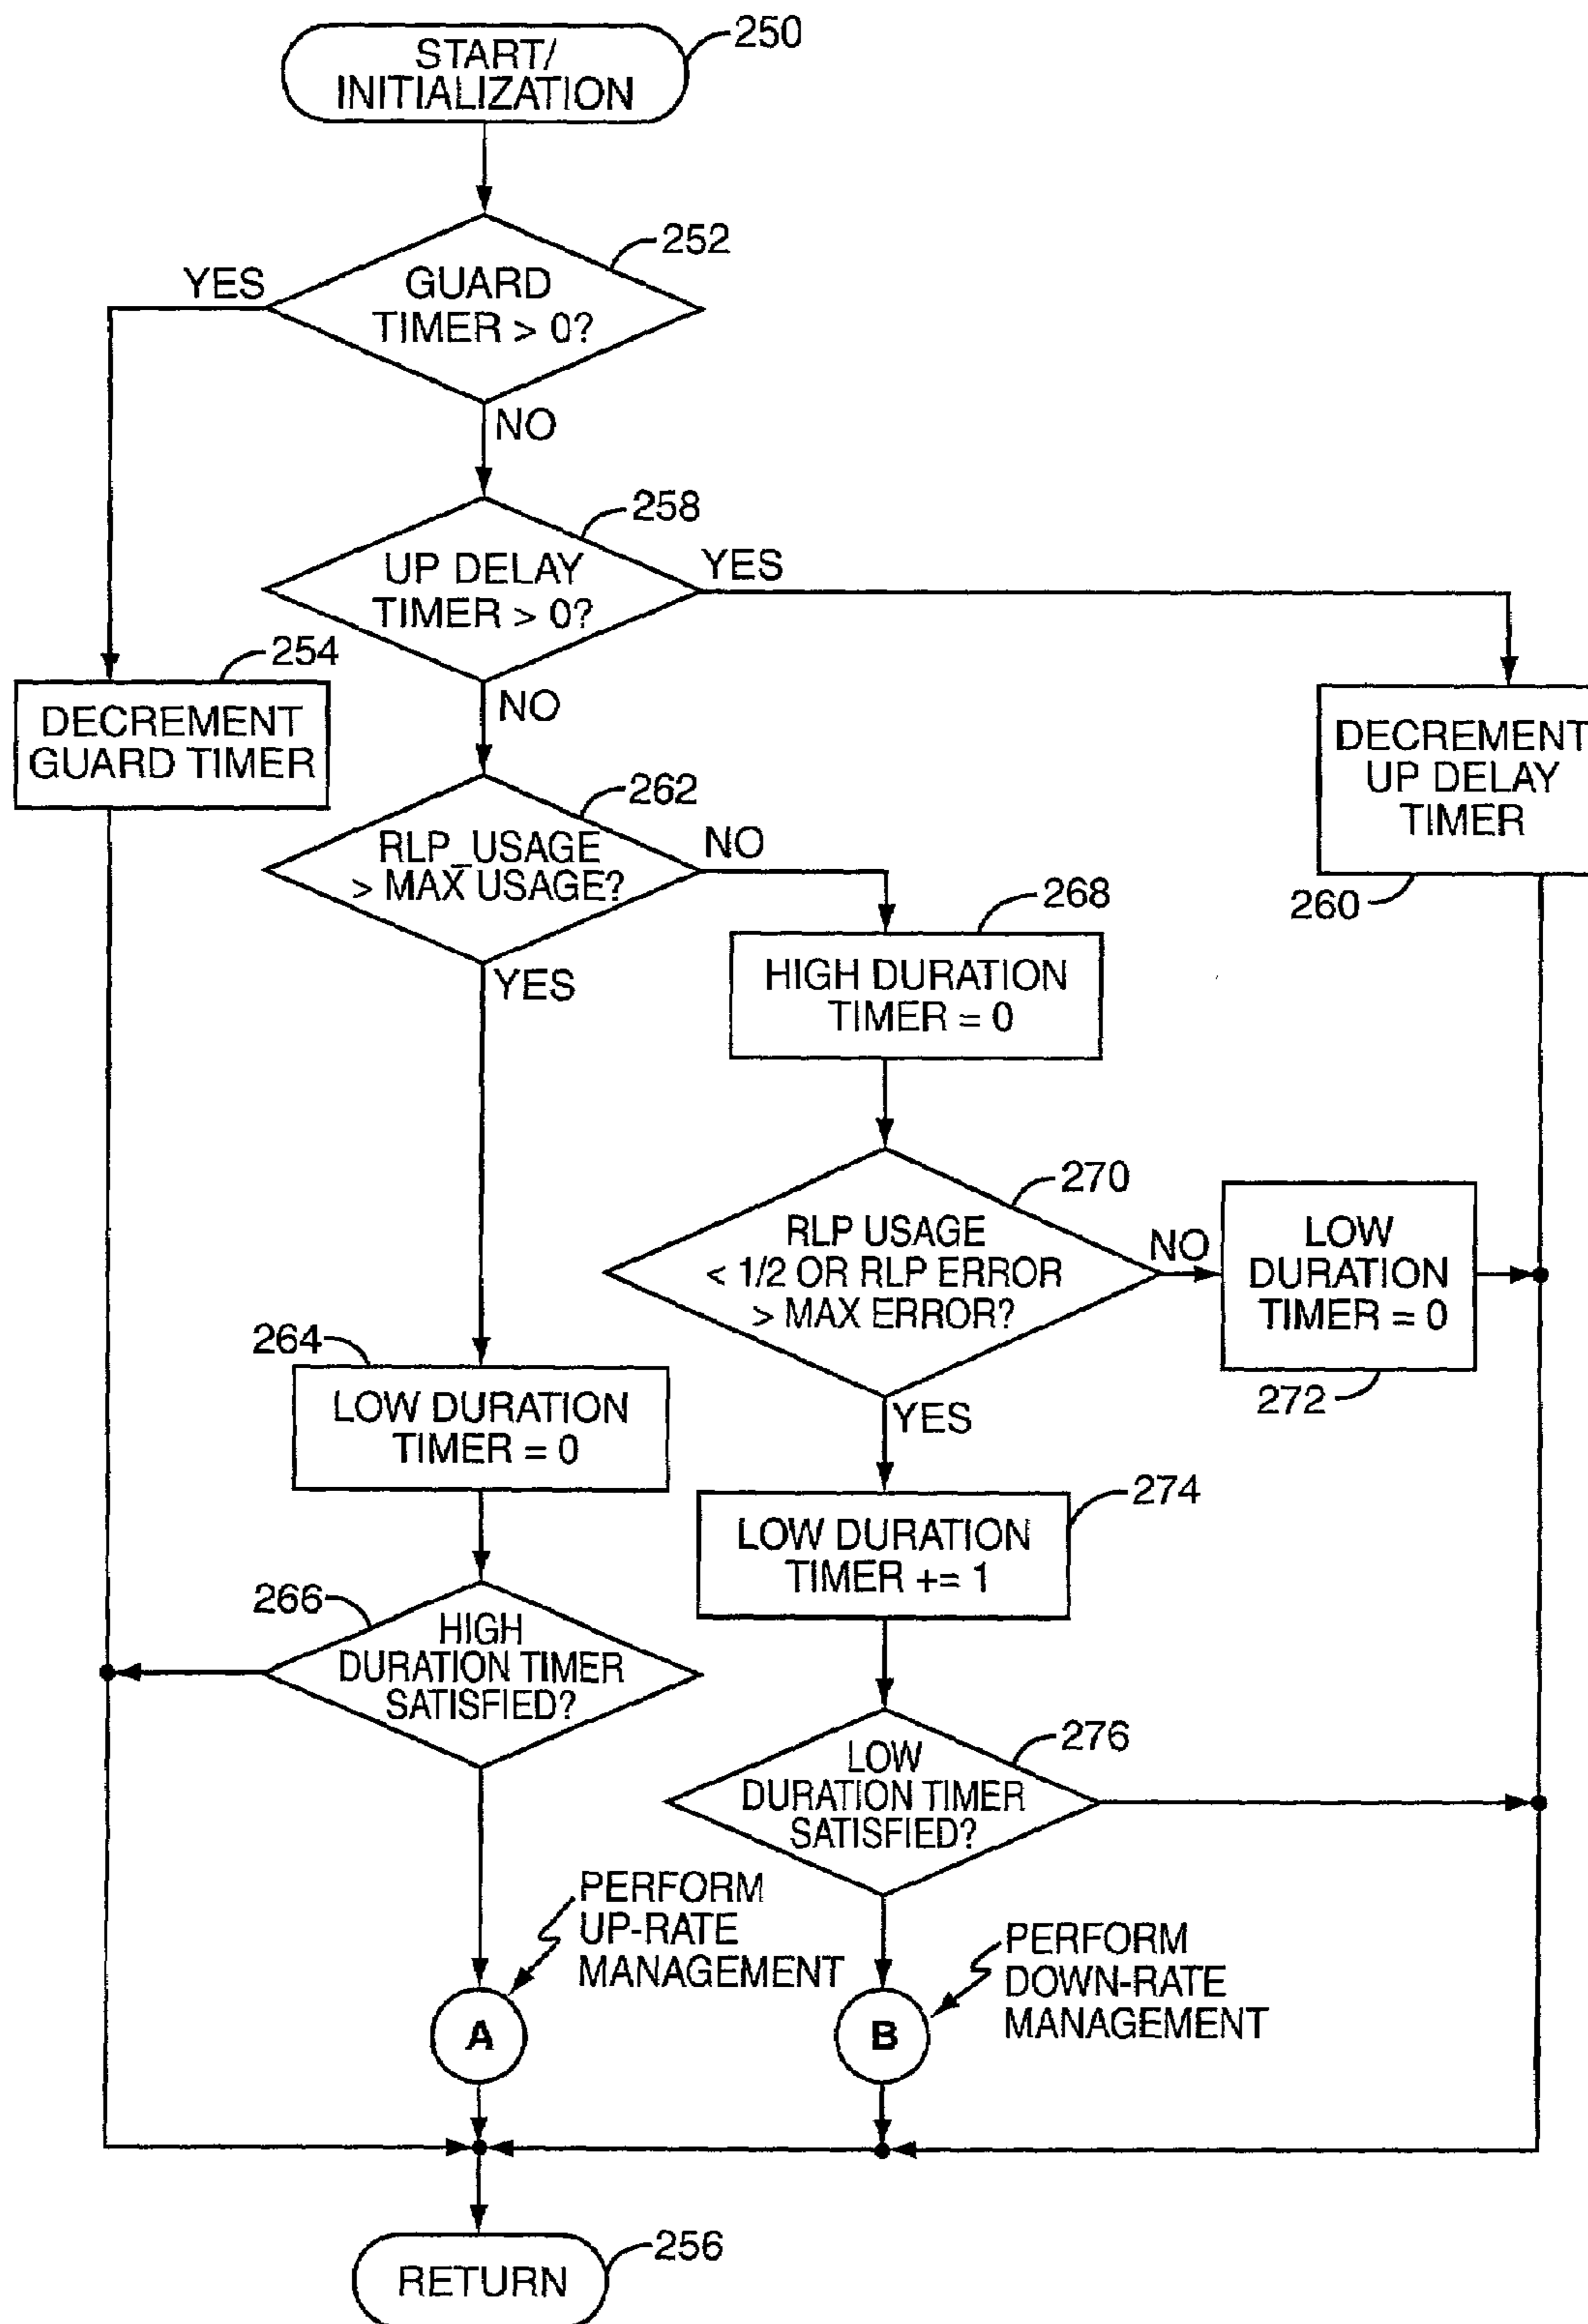 START/
INITIALIZATION
250
252
YES
GUARD
TIMER > 0?
NO
258
UP DELAY
TIMER > 0?
YES
NO
254
DECREMENT
GUARD TIMER
DECREMENT
UP DELAY
TIMER
260
262
RLP_USAGE
> MAX USAGE?
NO
YES
268
HIGH DURATION
TIMER = 0
270
RLP USAGE
< 1/2 OR RLP ERROR
> MAX ERROR?
NO
YES
LOW
DURATION
TIMER = 0
272
264
LOW DURATION
TIMER = 0
274
LOW DURATION
TIMER += 1
266
HIGH
DURATION TIMER
SATISFIED?
276
LOW
DURATION TIMER
SATISFIED?
PERFORM
UP-RATE
MANAGEMENT
PERFORM
DOWN-RATE
MANAGEMENT
A
B
RETURN
256